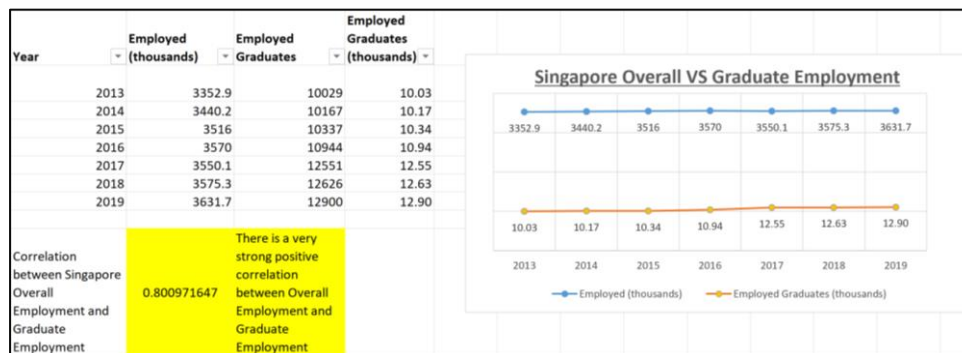 Year Employed (thousands) Employed Graduates Employed Graduates (thousands)
2013 3352.9 10029 10.03
2014 3440.2 10167 10.17
2015 3516 10337 10.34
2016 3570 10944 10.94
2017 3550.1 12551 12.55
2018 3575.3 12626 12.63
2019 3631.7 12900 12.90
Correlation
between Singapore
Overall
Employment and
Graduate
Employment
0.800971647
There is a very
strong positive
correlation
between Overall
Employment and
Graduate
Employment
Singapore Overall VS Graduate Employment
3352.9 3440.2 3516 3570 3550.1 3575.3 3631.7
10.03 10.17 10.34 10.94 12.55 12.63 12.90
2013 2014 2015 2016 2017 2018 2019
Employed (thousands) Employed Graduates (thousands)